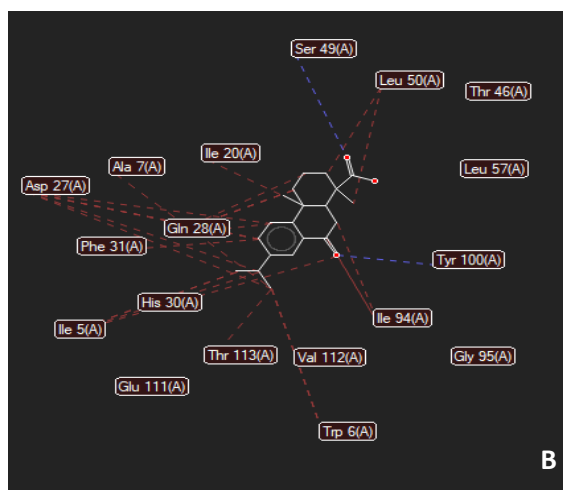 Ser 49(A)
Leu 50(A)
Thr 46(A)
Ile 20(A)
Ala 7(A)
Leu 57(A)
Asp 27(A)
Gln 28(A)
Phe 31(A)
Tyr 100(A)
His 30(A)
Ile 94(A)
Ile 5(A)
Thr 113(A)
Val 112(A)
Gly 95(A)
Glu 111(A)
Trp 6(A)
B